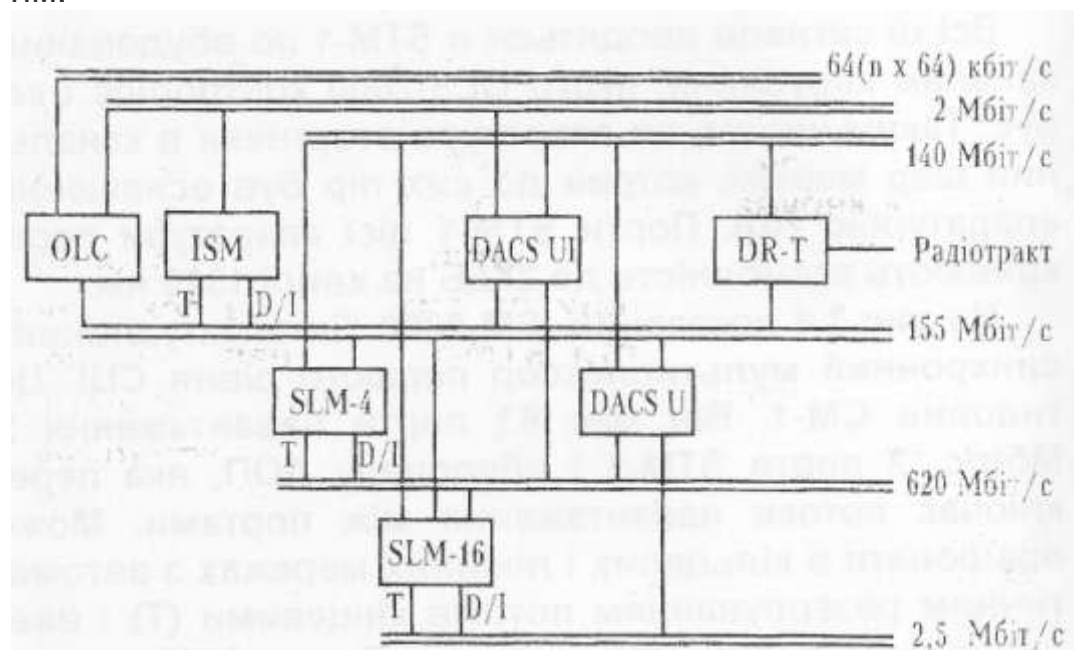 64(n x 64) кбіт/с
2 Мбіт/с
140 Мбіт/с
OLC
ISM
DACS UI
DR-T
Радіотракт
T
D/I
155 Мбіт/с
SLM-4
DACS U
T
D/I
620 Мбіт/с
SLM-16
T
D/I
2,5 Мбіт/с